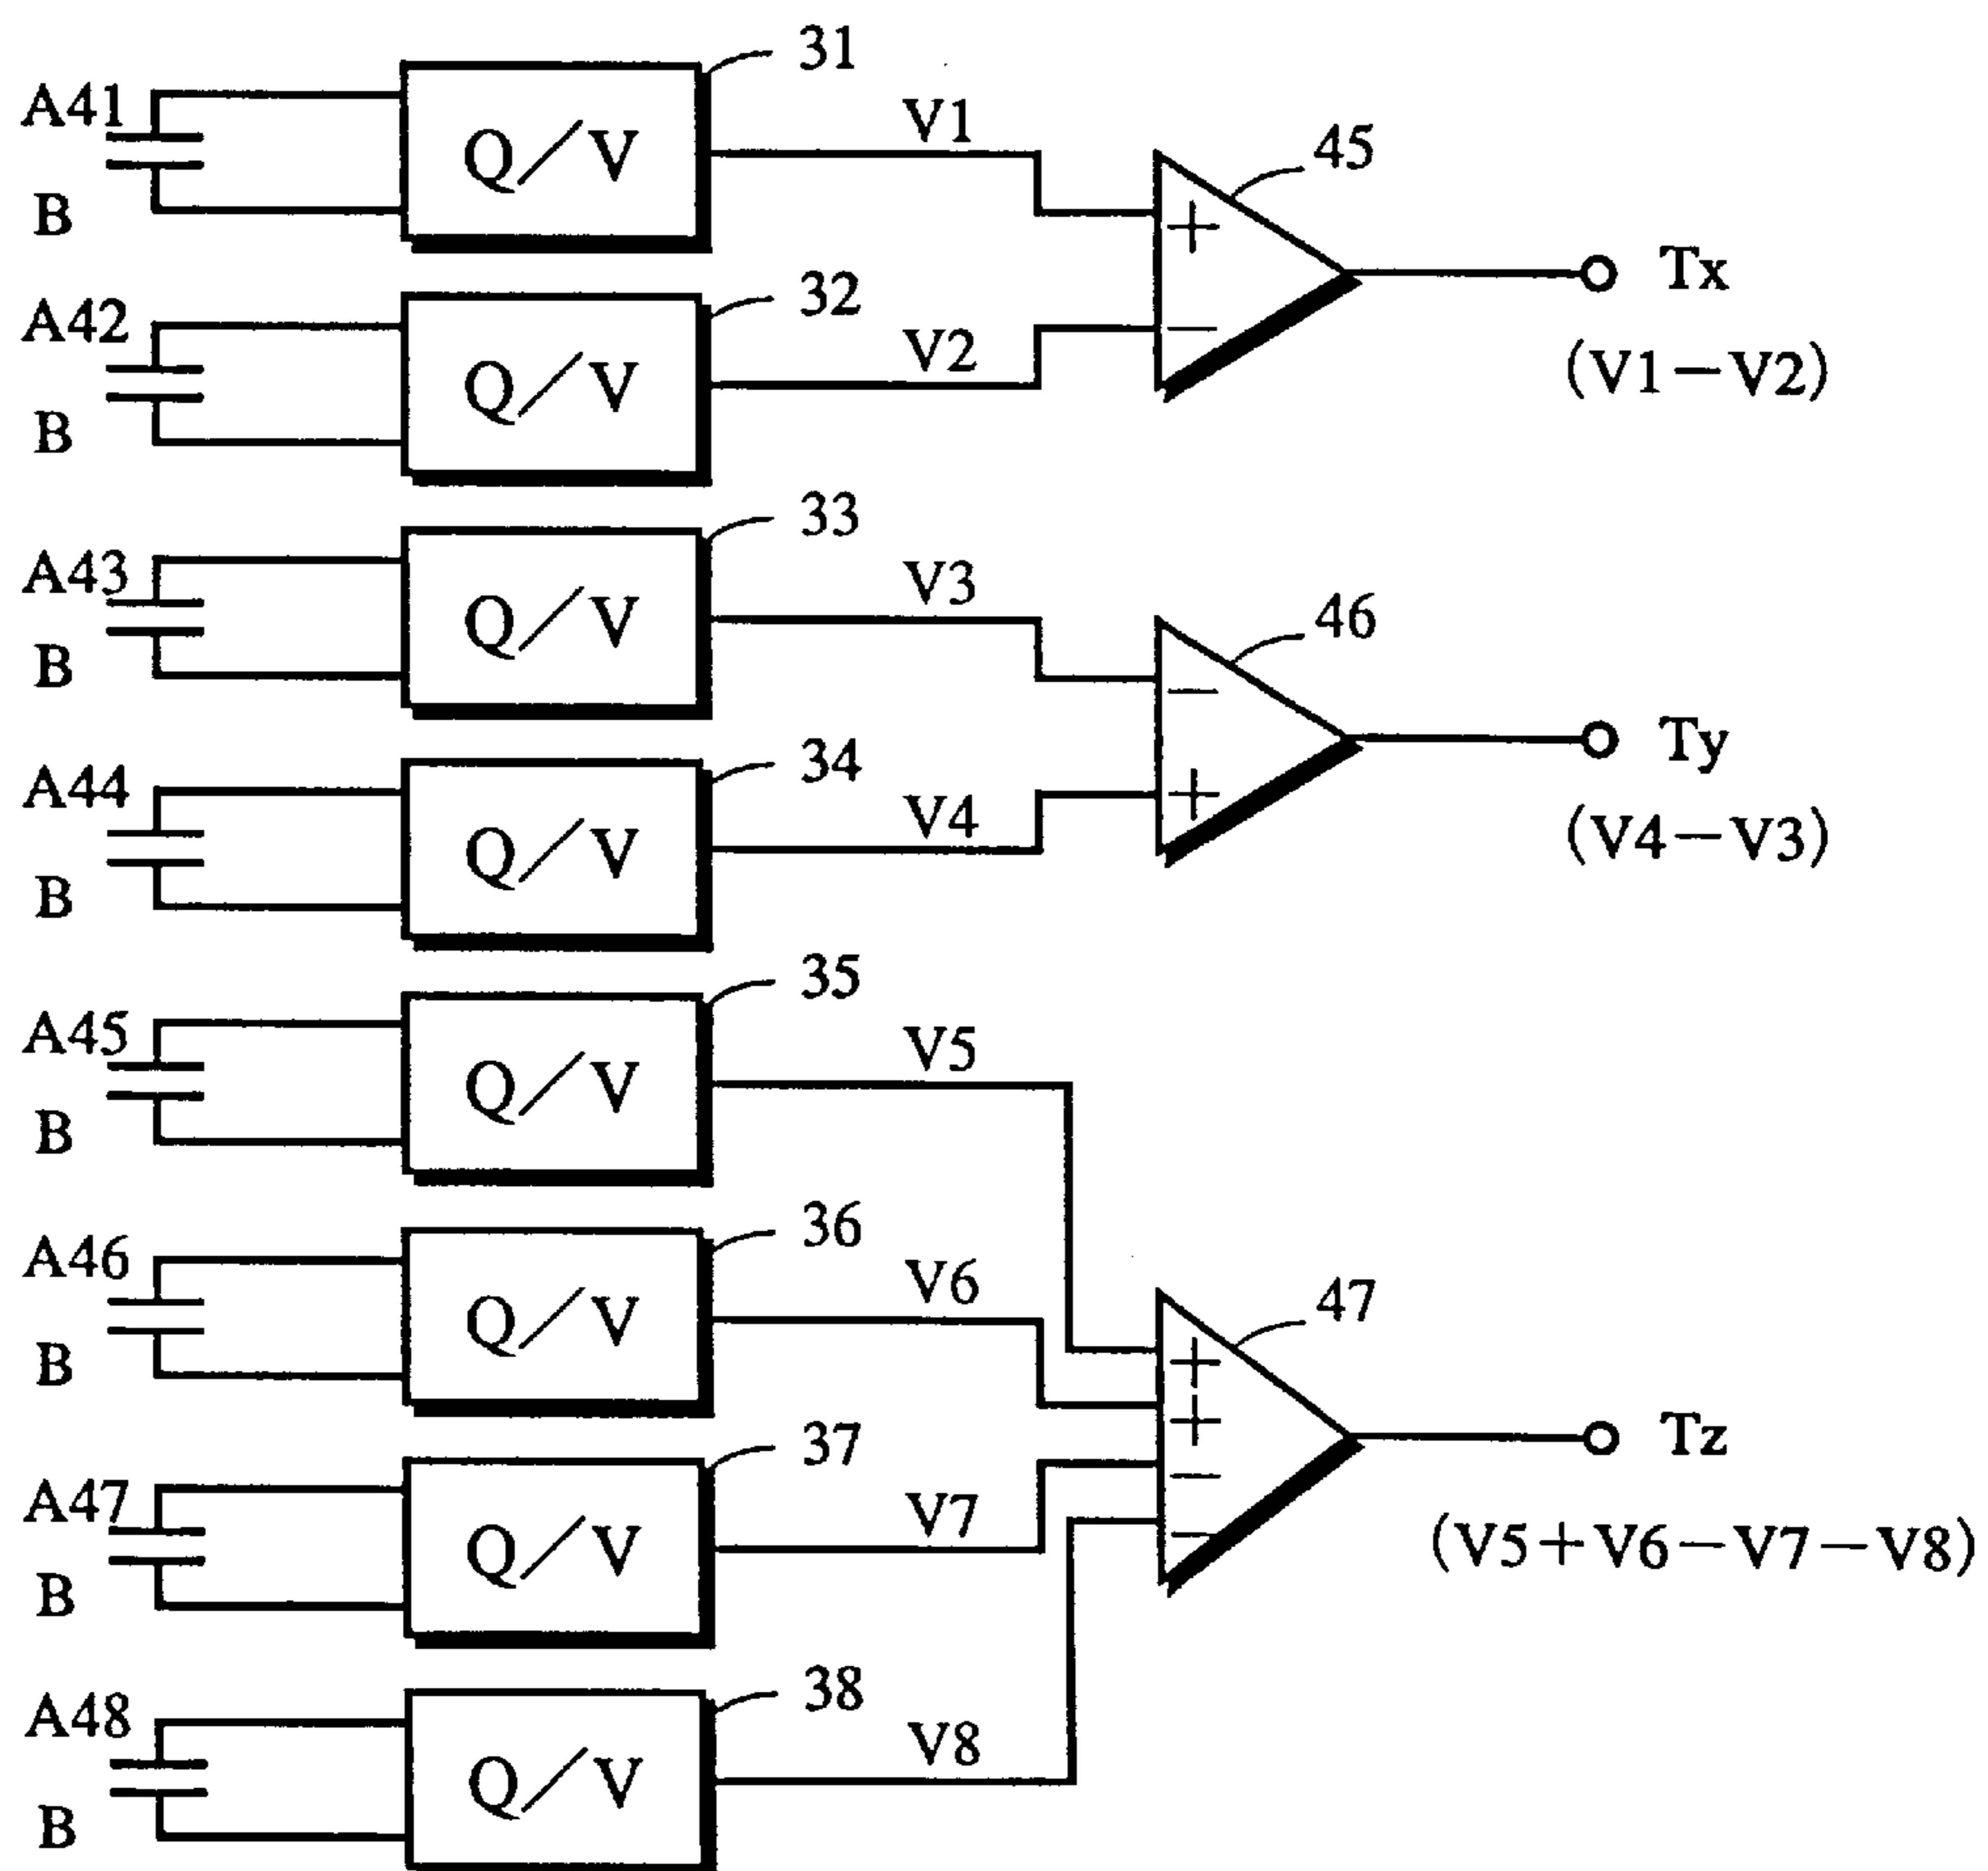 31
A41
Q/V
V1
B
45
+
−
Tx
(V1−V2)
32
A42
Q/V
V2
B
33
A43
Q/V
V3
B
46
−
+
Ty
(V4−V3)
34
A44
Q/V
V4
B
35
A45
Q/V
V5
B
36
A46
Q/V
V6
B
47
+
+
−
−
Tz
(V5+V6−V7−V8)
37
A47
Q/V
V7
B
38
A48
Q/V
V8
B